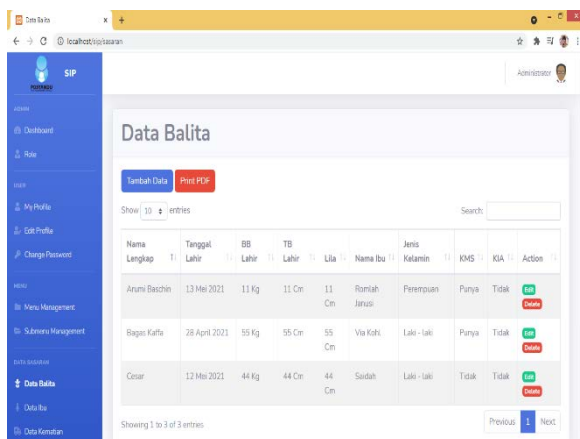 Data Balita
localhost/sip/sasaran
SIP
POSYANDU
Administrator
ADMIN
Dashboard
Role
USER
My Profile
Edit Profile
Change Password
MENU
Menu Management
Submenu Management
DATA SASARAN
Data Balita
Data Ibu
Data Kematian
Data Balita
Tambah Data Print PDF
Show 10 entries Search:
Nama Lengkap Tanggal Lahir BB Lahir TB Lahir Lila Nama Ibu Jenis Kelamin KMS KIA Action
Arumi Baschin 13 Mei 2021 11 Kg 11 Cm 11 Cm Romlah Janusi Perempuan Punya Tidak Edit Delete
Bagas Kaffa 28 April 2021 55 Kg 55 Cm 55 Cm Via Kohl. Laki - laki Punya Tidak Edit Delete
Cesar 12 Mei 2021 44 Kg 44 Cm 44 Cm Saidah Laki - laki Tidak Tidak Edit Delete
Showing 1 to 3 of 3 entries Previous 1 Next